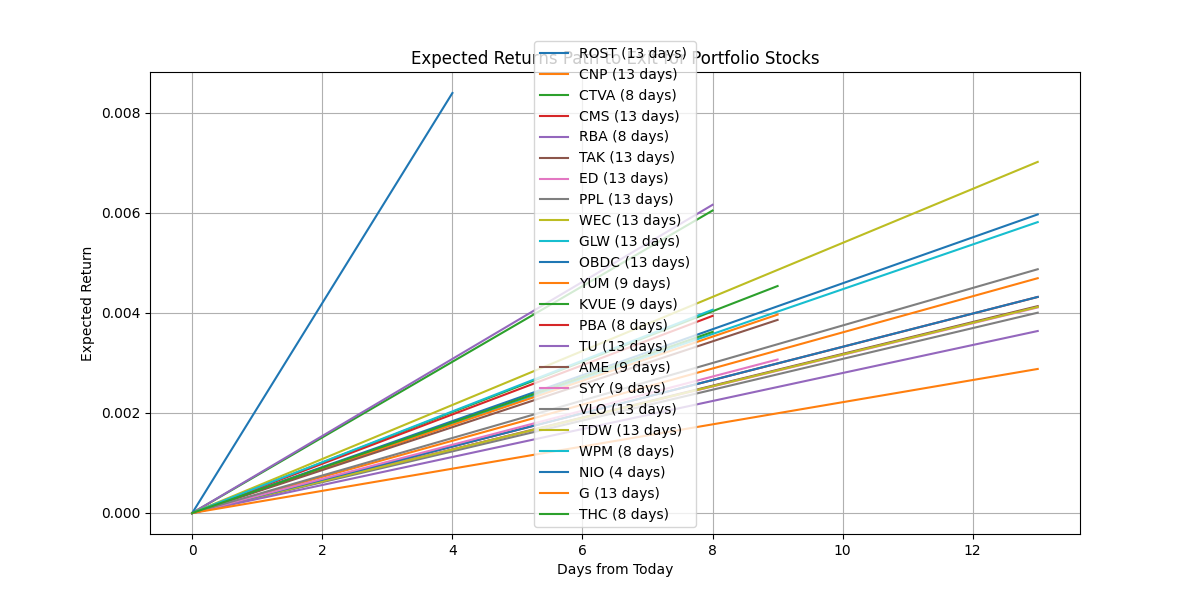 Expected Returns Path to Exit for Portfolio Stocks
ROST (13 days)
CNP (13 days)
CTVA (8 days)
CMS (13 days)
RBA (8 days)
TAK (13 days)
ED (13 days)
PPL (13 days)
WEC (13 days)
GLW (13 days)
OBDC (13 days)
YUM (9 days)
KVUE (9 days)
PBA (8 days)
TU (13 days)
AME (9 days)
SYY (9 days)
VLO (13 days)
TDW (13 days)
WPM (8 days)
NIO (4 days)
G (13 days)
THC (8 days)
Expected Return
0.008
0.006
0.004
0.002
0.000
0 2 4 6 8 10 12
Days from Today